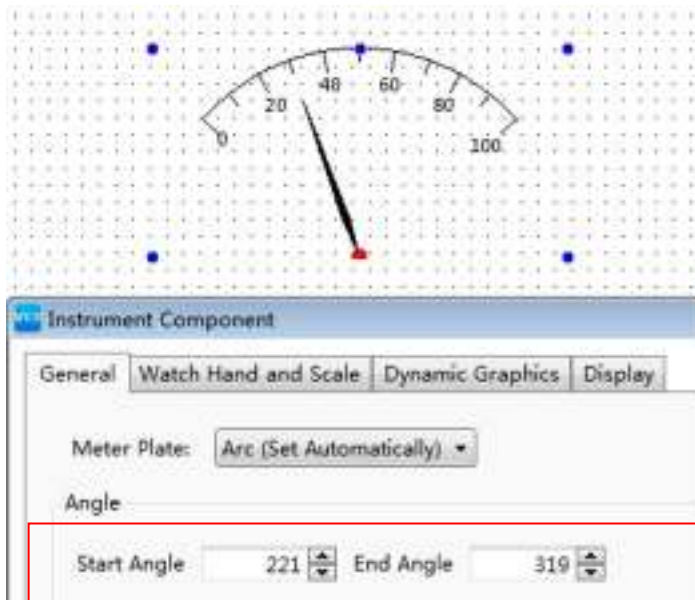 40 60
20 80
0 100
Instrument Component
General Watch Hand and Scale Dynamic Graphics Display
Meter Plate: Arc (Set Automatically)
Angle
Start Angle 221 End Angle 319